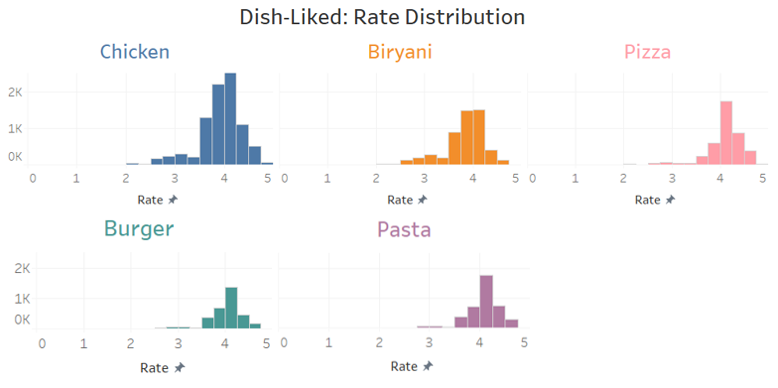 Dish-Liked: Rate Distribution
Chicken Biryani Pizza
2K
1K
0K
0 1 2 3 4 5 0 1 2 3 4 5 0 1 2 3 4 5
Rate Rate Rate
Burger Pasta
2K
1K
0K
0 1 2 3 4 5 0 1 2 3 4 5
Rate Rate